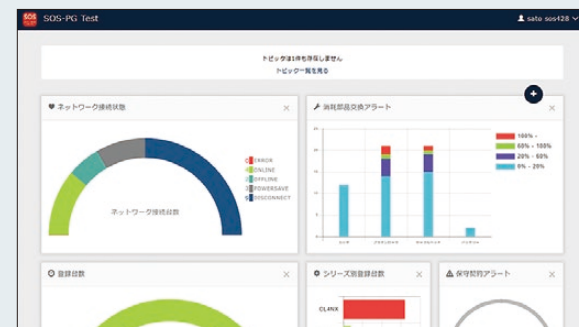 SOS
SOS-PG Test
sato sos428
トピックは1件も存在しません
トピック一覧を見る
ネットワーク接続状態
ERROR
ONLINE
OFFLINE
POWERSAVE
DISCONNECT
ネットワーク接続台数
消耗部品交換アラート
100% -
60% - 100%
20% - 60%
0% - 20%
登録台数
シリーズ別登録台数
CL4NX
保守契約アラート